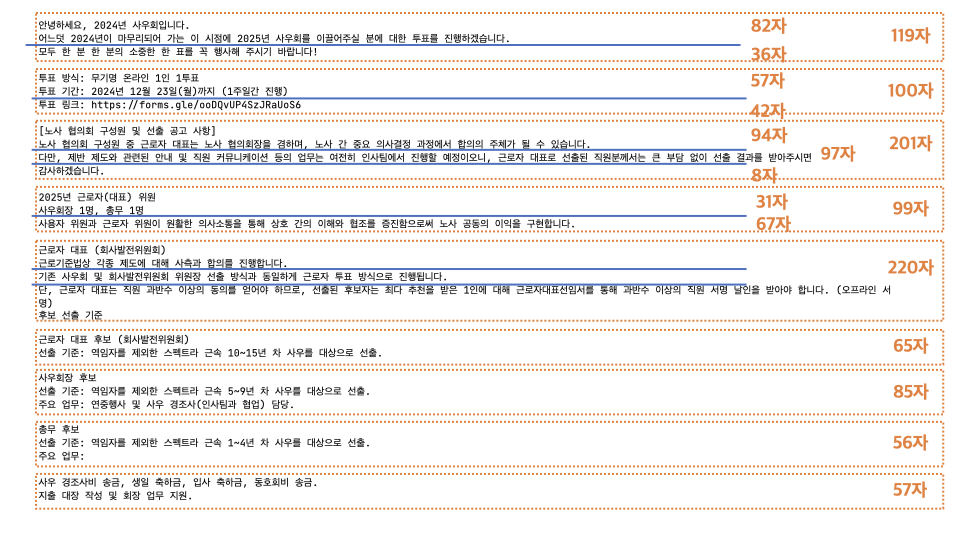 안녕하세요, 2024년 사우회입니다.
어느덧 2024년이 마무리되어 가는 이 시점에 2025년 사우회를 이끌어주실 분에 대한 투표를 진행하겠습니다.
모두 한 분 한 분의 소중한 한 표를 꼭 행사해 주시기 바랍니다!
82자
36자
119자
투표 방식: 무기명 온라인 1인 1투표
투표 기간: 2024년 12월 23일(월)까지 (1주일간 진행)
투표 링크: https://forms.gle/ooDQvUP4SzJRaUoS6
57자
42자
100자
[노사 협의회 구성원 및 선출 공고 사항]
노사 협의회 구성원 중 근로자 대표는 노사 협의회장을 겸하며, 노사 간 중요 의사결정 과정에서 합의의 주체가 될 수 있습니다.
다만, 제반 제도와 관련된 안내 및 직원 커뮤니케이션 등의 업무는 여전히 인사팀에서 진행할 예정이오니, 근로자 대표로 선출된 직원분께서는 큰 부담 없이 선출 결과를 받아주시면
감사하겠습니다.
94자
97자
8자
201자
2025년 근로자(대표) 위원
사우회장 1명, 총무 1명
사용자 위원과 근로자 위원이 원활한 의사소통을 통해 상호 간의 이해와 협조를 증진함으로써 노사 공동의 이익을 구현합니다.
31자
67자
99자
근로자 대표 (회사발전위원회)
근로기준법상 각종 제도에 대해 사측과 합의를 진행합니다.
기존 사우회 및 회사발전위원회 위원장 선출 방식과 동일하게 근로자 투표 방식으로 진행됩니다.
단, 근로자 대표는 직원 과반수 이상의 동의를 얻어야 하므로, 선출된 후보자는 최다 추천을 받은 1인에 대해 근로자대표선임서를 통해 과반수 이상의 직원 서명 날인을 받아야 합니다. (오프라인 서
명)
후보 선출 기준
220자
근로자 대표 후보 (회사발전위원회)
선출 기준: 역임자를 제외한 스펙트라 근속 10~15년 차 사우를 대상으로 선출.
65자
사우회장 후보
선출 기준: 역임자를 제외한 스펙트라 근속 5~9년 차 사우를 대상으로 선출.
주요 업무: 연중행사 및 사우 경조사(인사팀과 협업) 담당.
85자
총무 후보
선출 기준: 역임자를 제외한 스펙트라 근속 1~4년 차 사우를 대상으로 선출.
주요 업무:
56자
사우 경조사비 송금, 생일 축하금, 입사 축하금, 동호회비 송금.
지출 대장 작성 및 회장 업무 지원.
57자